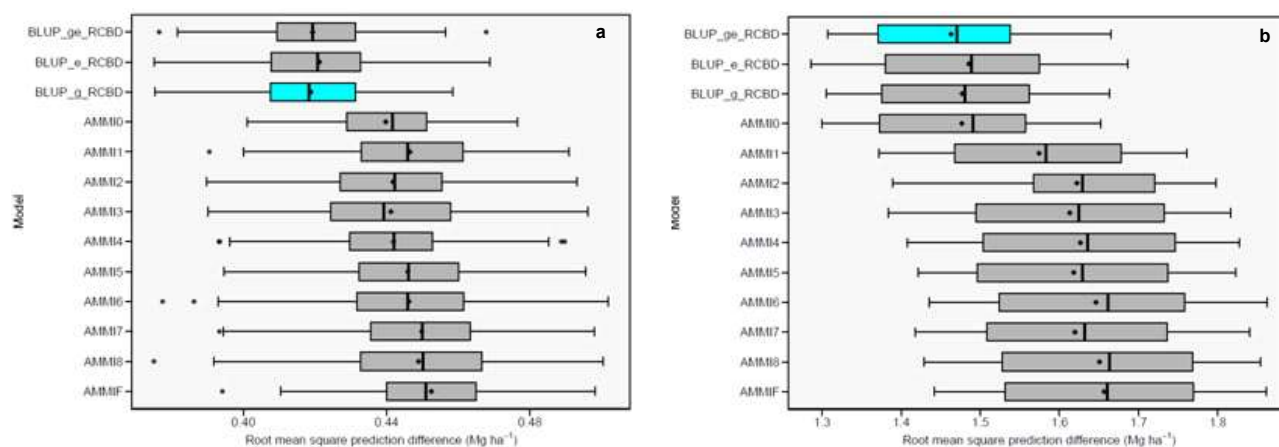 a
BLUP_ge_RCBD
BLUP_e_RCBD
BLUP_g_RCBD
AMMI0
AMMI1
AMMI2
AMMI3
AMMI4
AMMI5
AMMI6
AMMI7
AMMI8
AMMIF
Model
0.40 0.44 0.48
Root mean square prediction difference (Mg ha⁻¹)
b
BLUP_ge_RCBD
BLUP_e_RCBD
BLUP_g_RCBD
AMMI0
AMMI1
AMMI2
AMMI3
AMMI4
AMMI5
AMMI6
AMMI7
AMMI8
AMMIF
Model
1.3 1.4 1.5 1.6 1.7 1.8
Root mean square prediction difference (Mg ha⁻¹)